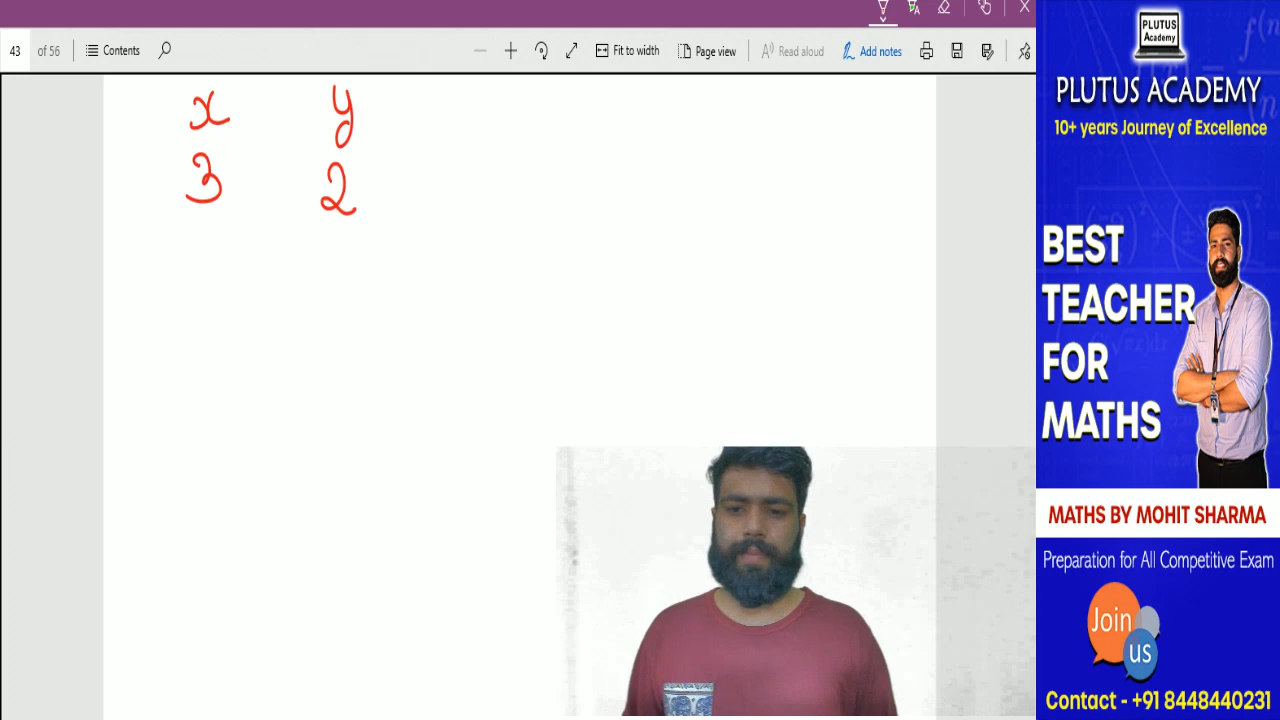 43 of 56 Contents Fit to width Page view Read aloud Add notes
x y
3 2
PLUTUS
Academy
PLUTUS ACADEMY
10+ years Journey of Excellence
BEST
TEACHER
FOR
MATHS
MATHS BY MOHIT SHARMA
Preparation for All Competitive Exam
Join
us
Contact - +91 8448440231